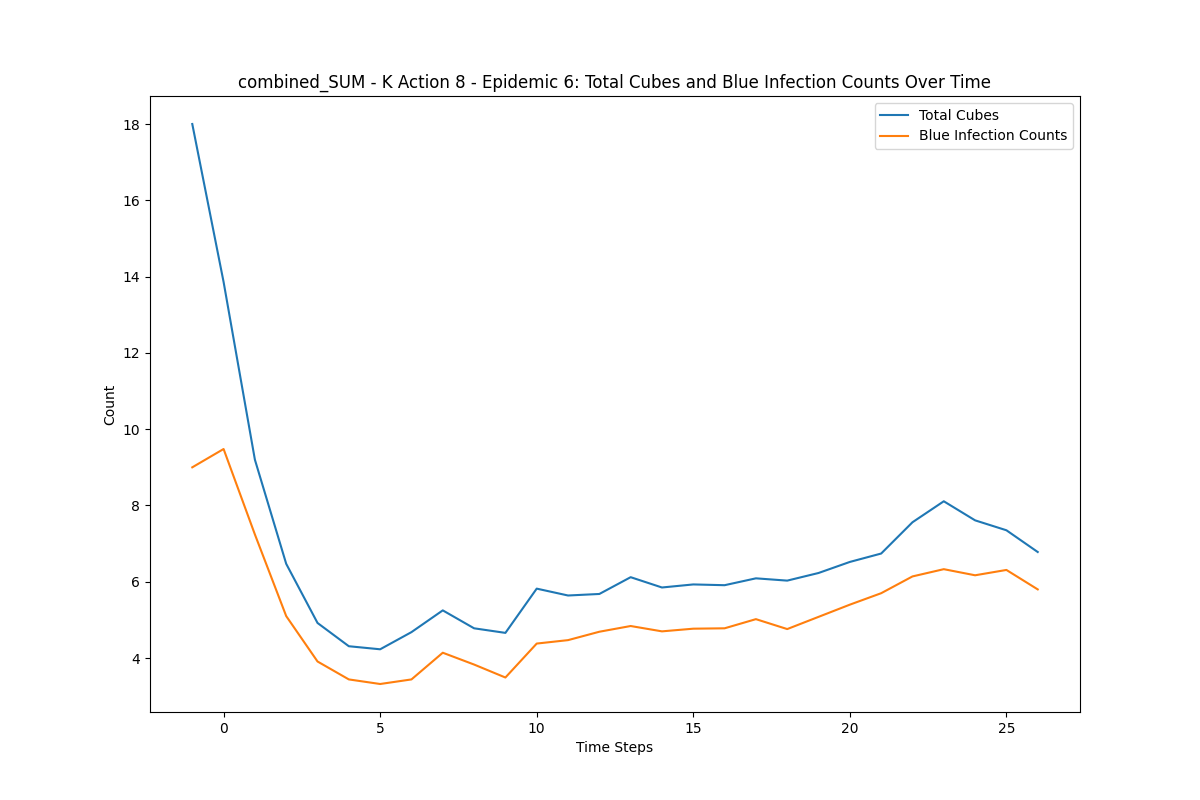 combined_SUM - K Action 8 - Epidemic 6: Total Cubes and Blue Infection Counts Over Time
Total Cubes
Blue Infection Counts
18
16
14
12
10
8
6
4
Count
0 5 10 15 20 25
Time Steps